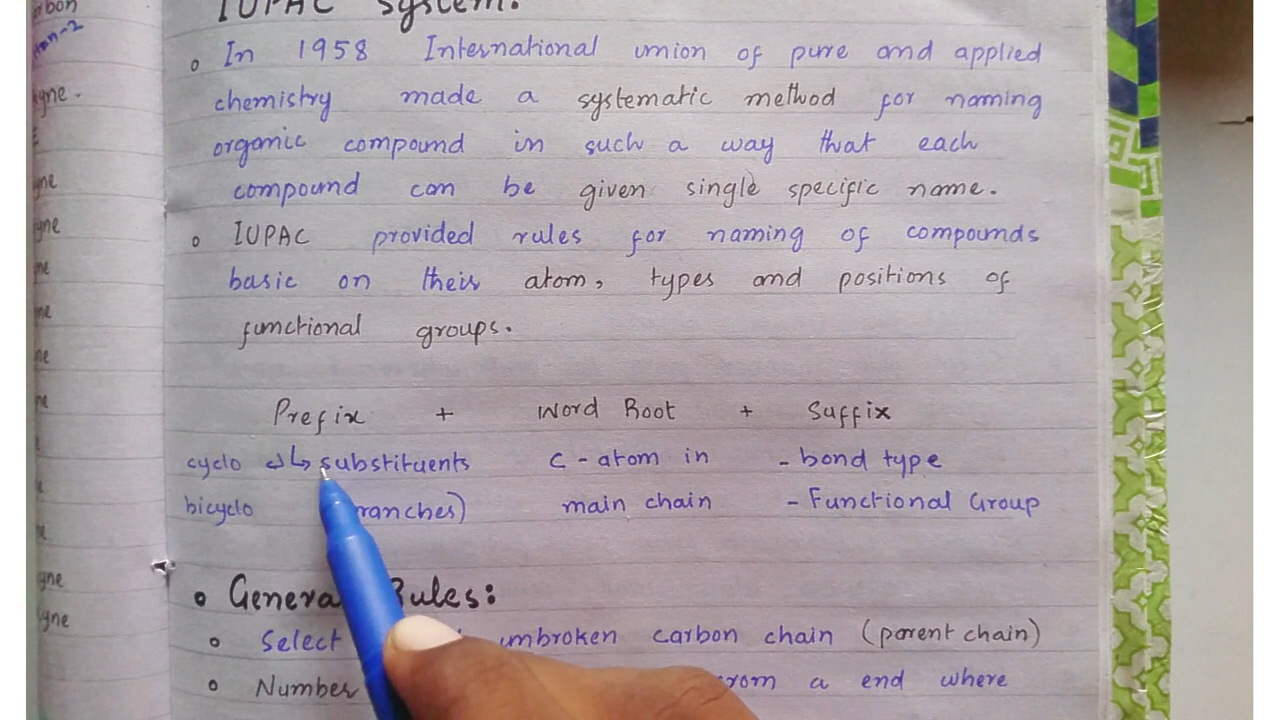 IUPAC system:
In 1958 International union of pure and applied
chemistry made a systematic method for naming
organic compound in such a way that each
compound can be given single specific name.
IUPAC provided rules for naming of compounds
basic on their atom, types and positions of
functional groups.
Prefix + Word Root + Suffix
cyclo ↲↳ substituents C-atom in - bond type
bicyclo ranches) main chain - Functional Group
General Rules:
Select unbroken carbon chain (parent chain)
Number from a end where